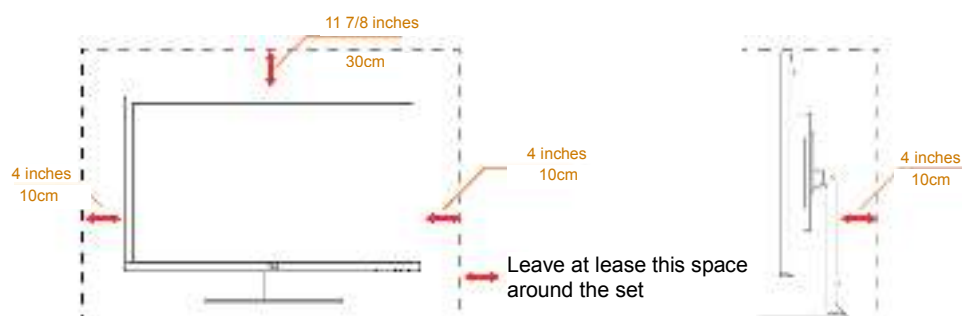 11 7/8 inches
30cm
4 inches
10cm
4 inches
10cm
4 inches
10cm
Leave at lease this space
around the set